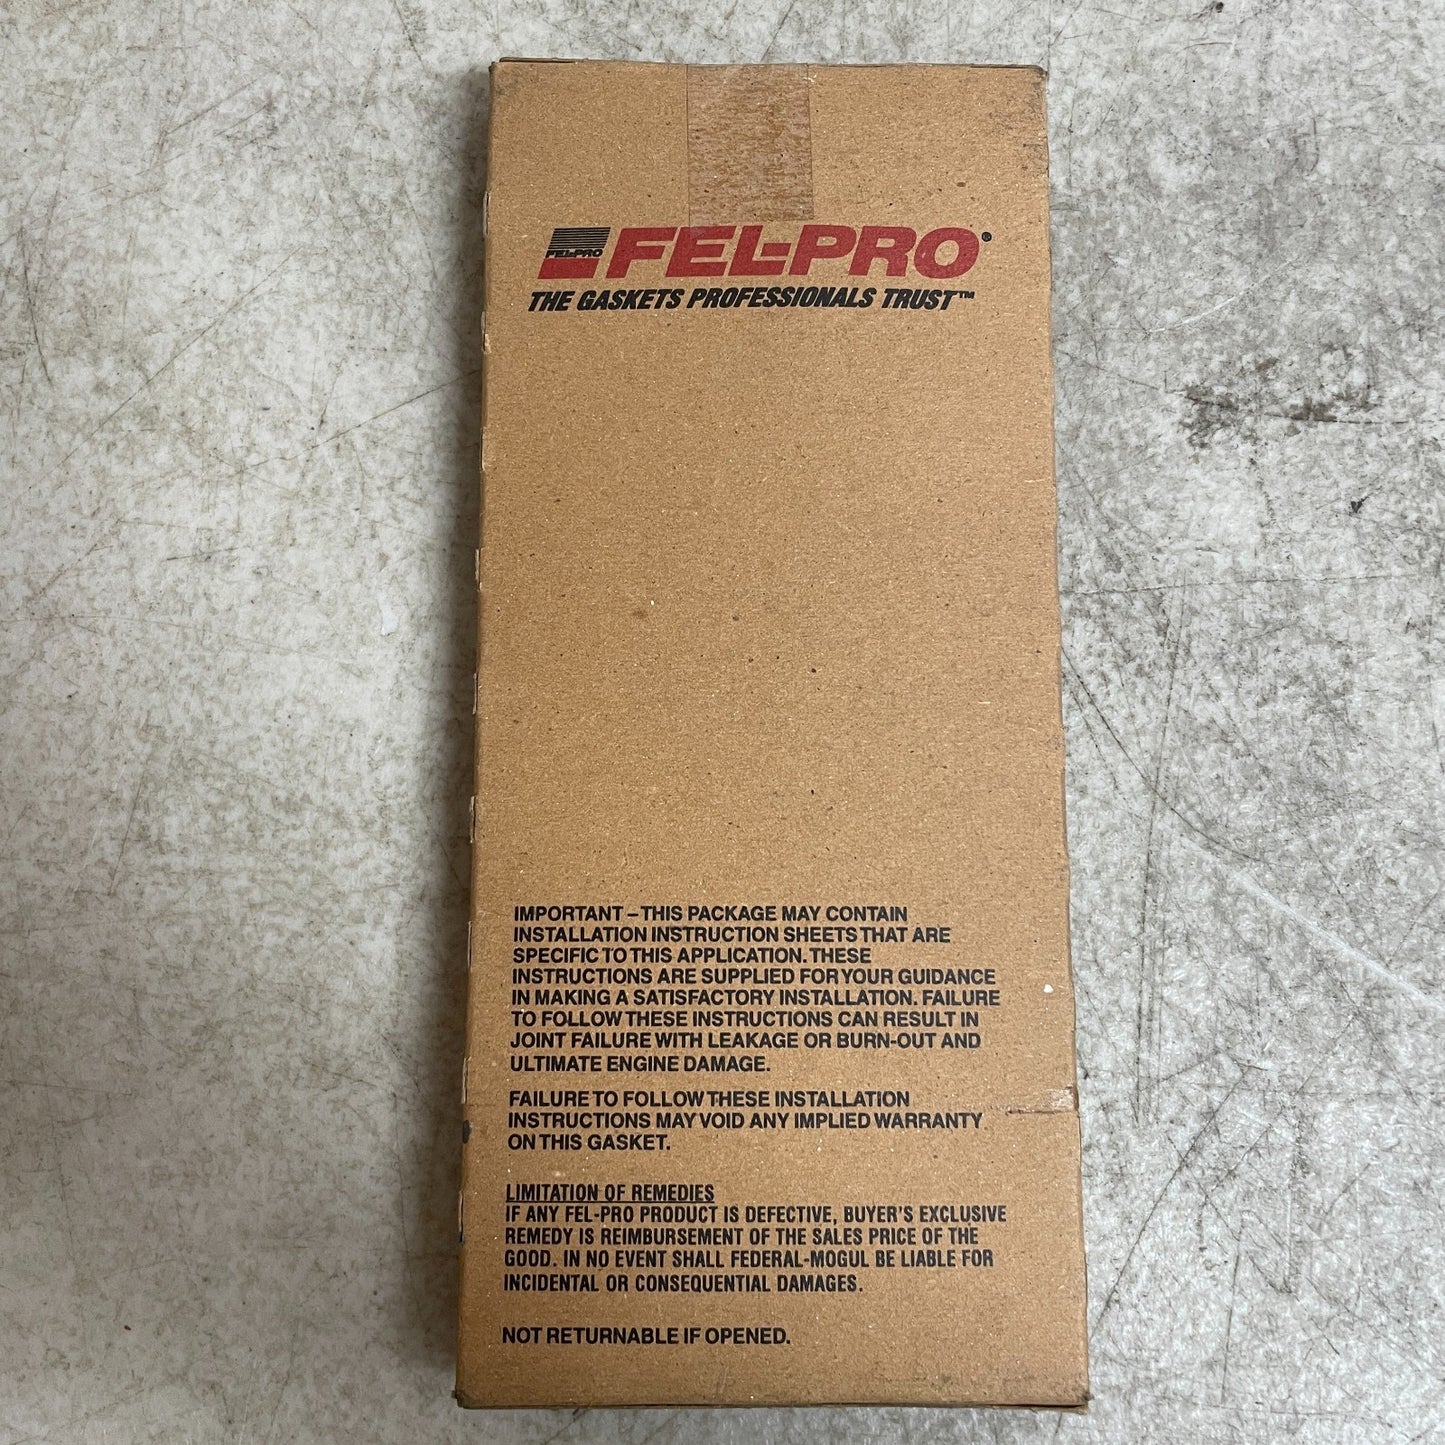 FEL-PRO
FEL-PRO®
THE GASKETS PROFESSIONALS TRUST™
IMPORTANT – THIS PACKAGE MAY CONTAIN
INSTALLATION INSTRUCTION SHEETS THAT ARE
SPECIFIC TO THIS APPLICATION. THESE
INSTRUCTIONS ARE SUPPLIED FOR YOUR GUIDANCE
IN MAKING A SATISFACTORY INSTALLATION. FAILURE
TO FOLLOW THESE INSTRUCTIONS CAN RESULT IN
JOINT FAILURE WITH LEAKAGE OR BURN-OUT AND
ULTIMATE ENGINE DAMAGE.
FAILURE TO FOLLOW THESE INSTALLATION
INSTRUCTIONS MAY VOID ANY IMPLIED WARRANTY
ON THIS GASKET.
LIMITATION OF REMEDIES
IF ANY FEL-PRO PRODUCT IS DEFECTIVE, BUYER'S EXCLUSIVE
REMEDY IS REIMBURSEMENT OF THE SALES PRICE OF THE
GOOD. IN NO EVENT SHALL FEDERAL-MOGUL BE LIABLE FOR
INCIDENTAL OR CONSEQUENTIAL DAMAGES.
NOT RETURNABLE IF OPENED.